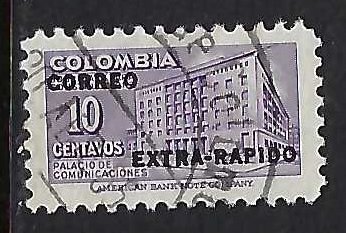 COLOMBIA
CORREO
10
CENTAVOS
EXTRA-RAPIDO
PALACIO DE
COMUNICACIONES
AMERICAN BANK NOTE COMPANY.